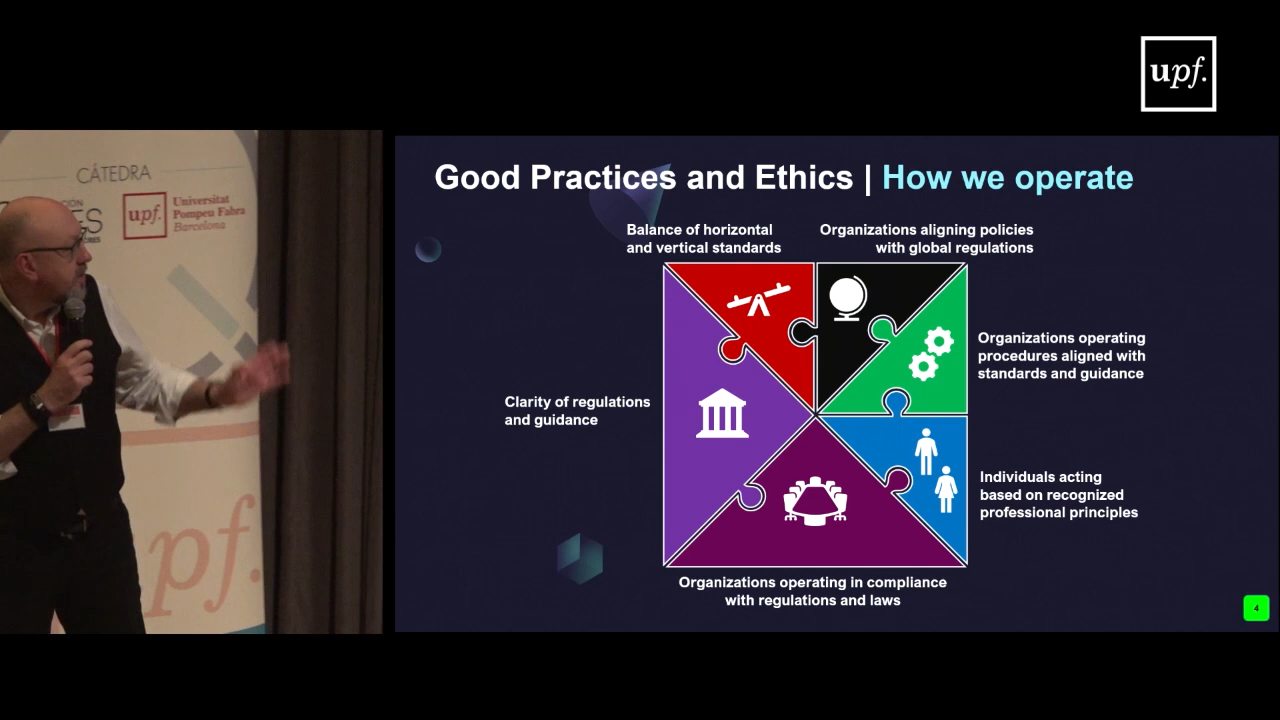 upf.
CÁTEDRA
upf.
Universitat
Pompeu Fabra
Barcelona
pf.
Good Practices and Ethics | How we operate
Balance of horizontal
and vertical standards
Organizations aligning policies
with global regulations
Organizations operating
procedures aligned with
standards and guidance
Clarity of regulations
and guidance
Individuals acting
based on recognized
professional principles
Organizations operating in compliance
with regulations and laws
4